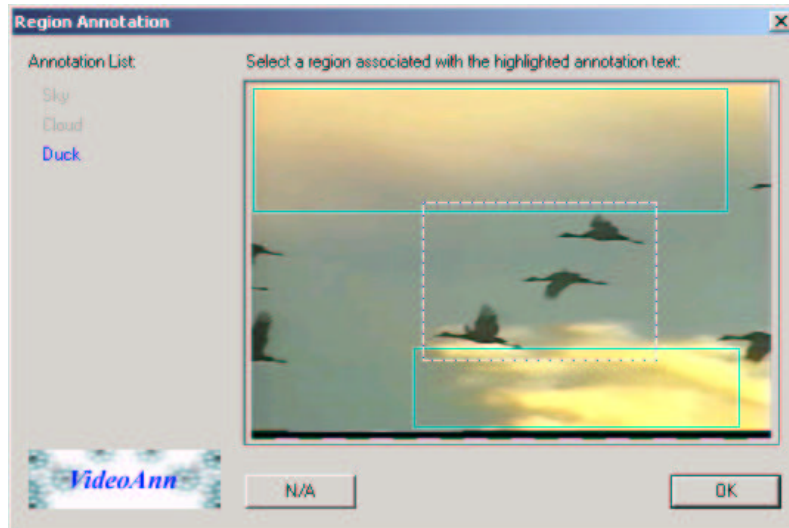 Region Annotation
Annotation List:
Select a region associated with the highlighted annotation text:
Sky
Cloud
Duck
VideoAnn
N/A
OK